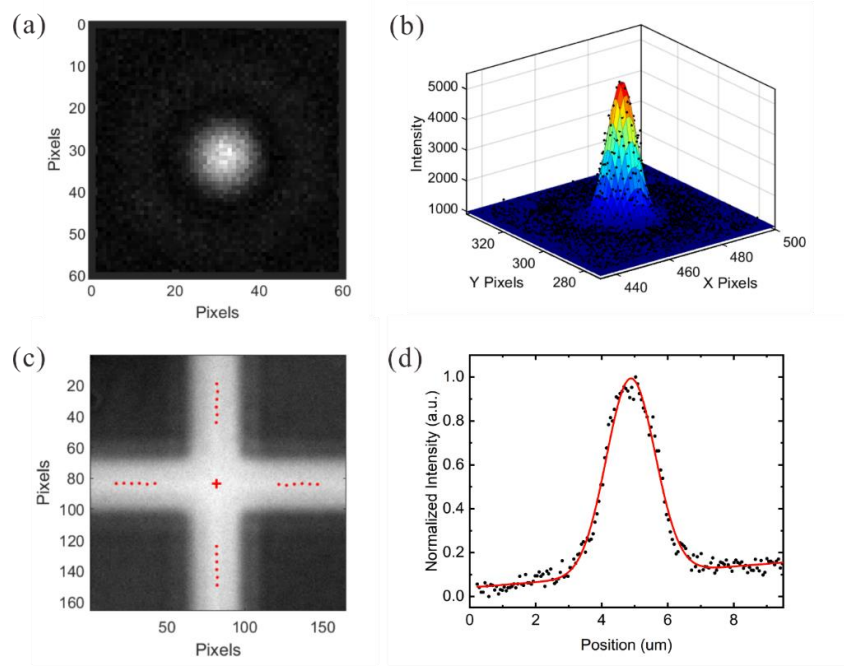 (a)
0
10
20
30
40
50
60
Pixels
0 20 40 60
Pixels
(b)
5000
4000
3000
2000
1000
Intensity
320
300
280
Y Pixels
440
460
480
500
X Pixels
(c)
20
40
60
80
100
120
140
160
Pixels
50 100 150
Pixels
(d)
1.0
0.8
0.6
0.4
0.2
0.0
Normalized Intensity (a.u.)
0 2 4 6 8
Position (um)